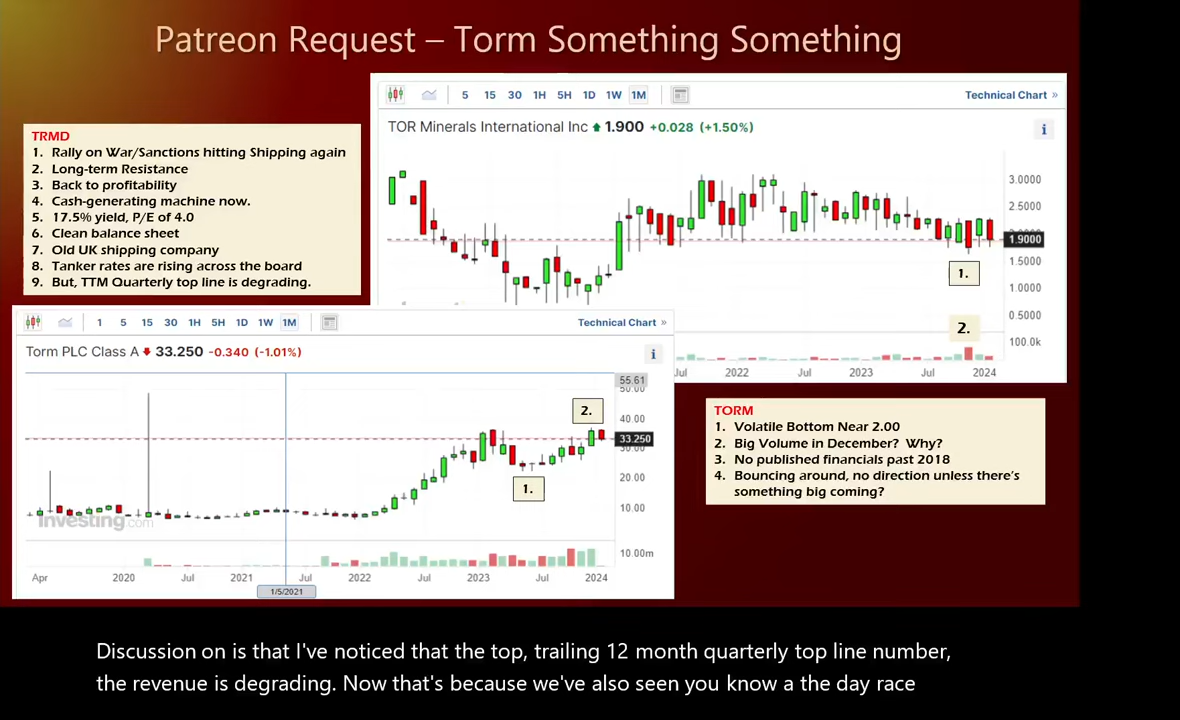 Patreon Request – Torm Something Something
TRMD
1. Rally on War/Sanctions hitting Shipping again
2. Long-term Resistance
3. Back to profitability
4. Cash-generating machine now.
5. 17.5% yield, P/E of 4.0
6. Clean balance sheet
7. Old UK shipping company
8. Tanker rates are rising across the board
9. But, TTM Quarterly top line is degrading.
5 15 30 1H 5H 1D 1W 1M Technical Chart »
TOR Minerals International Inc 1.900 +0.028 (+1.50%)
i
3.0000
2.5000
1.9000
1.5000
1.0000
0.5000
100.0k
1.
2.
Jul 2022 Jul 2023 Jul 2024
1 5 15 30 1H 5H 1D 1W 1M Technical Chart »
Torm PLC Class A 33.250 -0.340 (-1.01%)
i
55.61
50.00
40.00
33.250
30.00
20.00
10.00
10.00m
2.
1.
Investing.com
Apr 2020 Jul 2021 Jul 2022 Jul 2023 Jul 2024
1/5/2021
TORM
1. Volatile Bottom Near 2.00
2. Big Volume in December? Why?
3. No published financials past 2018
4. Bouncing around, no direction unless there's
something big coming?
Discussion on is that I've noticed that the top, trailing 12 month quarterly top line number,
the revenue is degrading. Now that's because we've also seen you know a the day race